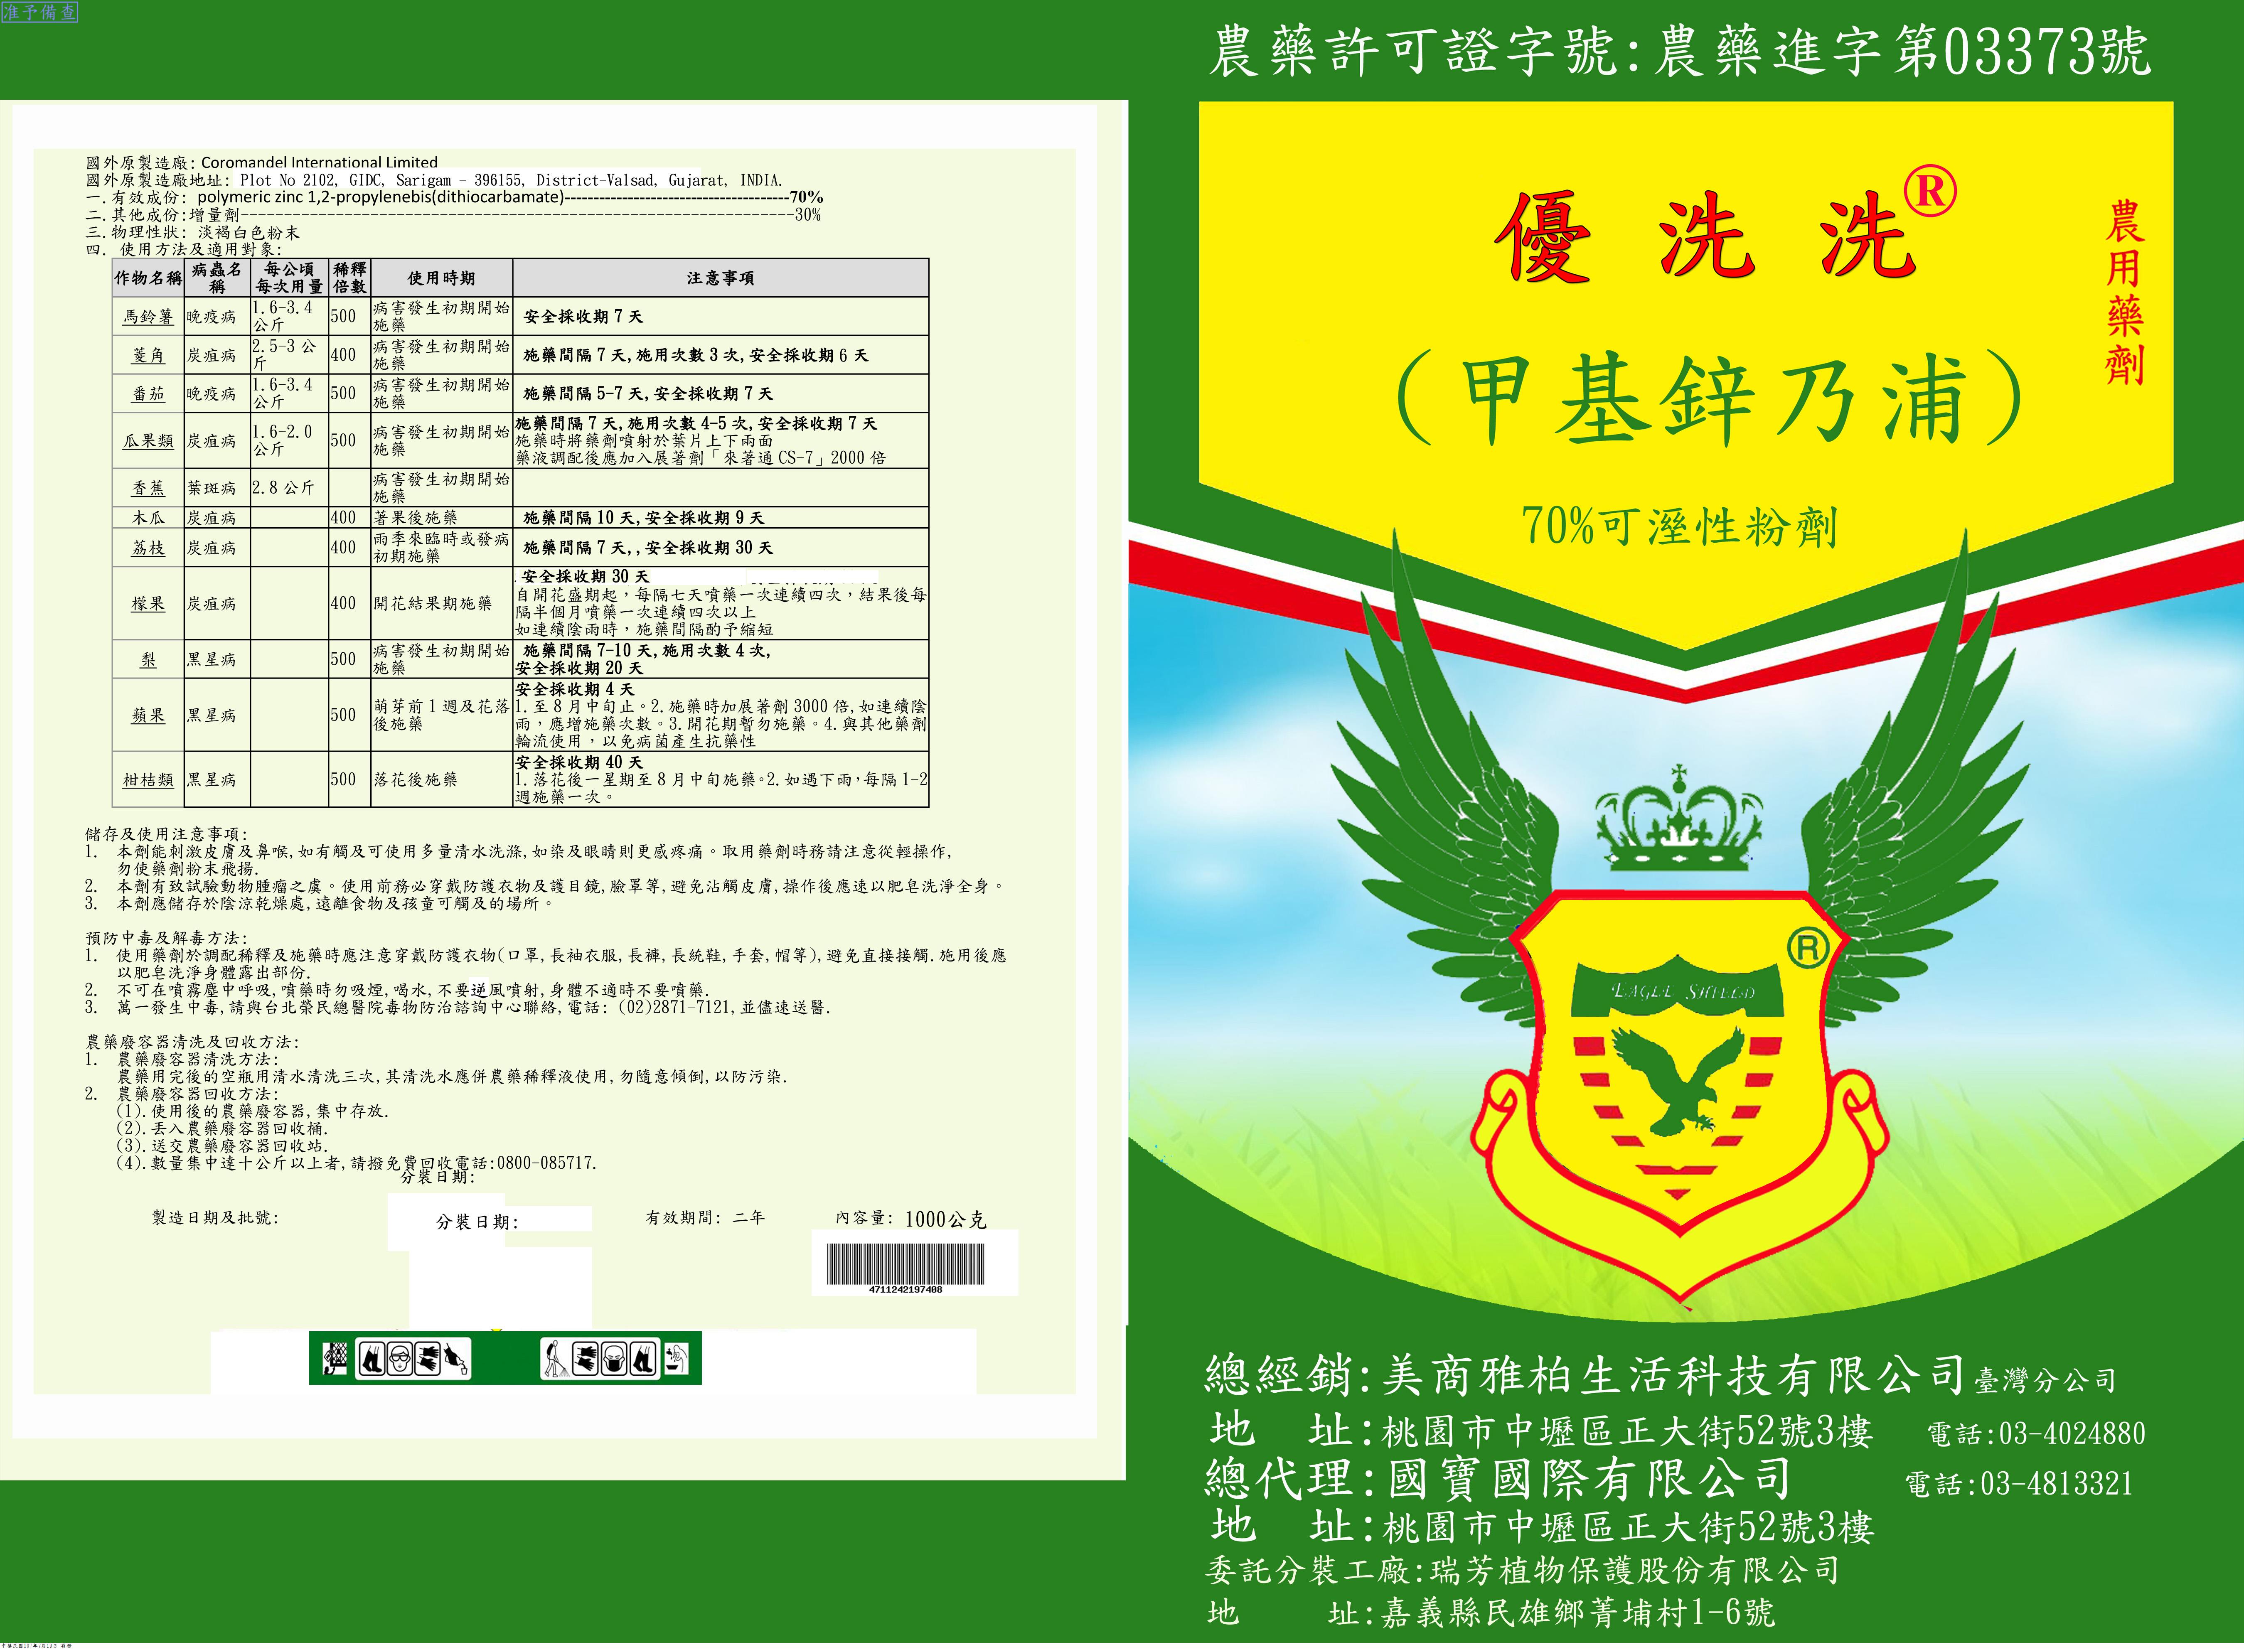 准予備查
國外原製造廠: Coromandel International Limited
國外原製造廠地址: Plot No 2102, GIDC, Sarigam - 396155, District-Valsad, Gujarat, INDIA.
一.有效成份: polymeric zinc 1,2-propylenebis(dithiocarbamate)---------------------------------------70%
二.其他成份:增量劑----------------------------------------------------------------30%
三.物理性狀: 淡褐白色粉末
四. 使用方法及適用對象:
作物名稱 病蟲名稱 每公頃每次用量 稀釋倍數 使用時期 注意事項
馬鈴薯 晚疫病 1.6-3.4公斤 500 病害發生初期開始施藥 安全採收期 7 天
菱角 炭疽病 2.5-3 公斤 400 病害發生初期開始施藥 施藥間隔 7 天,施用次數 3 次,安全採收期 6 天
番茄 晚疫病 1.6-3.4公斤 500 病害發生初期開始施藥 施藥間隔 5-7 天,安全採收期 7 天
瓜果類 炭疽病 1.6-2.0公斤 500 病害發生初期開始施藥 施藥間隔 7 天,施用次數 4-5 次,安全採收期 7 天
施藥時將藥劑噴射於葉片上下兩面
藥液調配後應加入展著劑「來著通 CS-7」2000 倍
香蕉 葉斑病 2.8 公斤 病害發生初期開始施藥
木瓜 炭疽病 400 著果後施藥 施藥間隔 10 天,安全採收期 9 天
荔枝 炭疽病 400 雨季來臨時或發病初期施藥 施藥間隔 7 天,,安全採收期 30 天
檬果 炭疽病 400 開花結果期施藥 安全採收期 30 天
自開花盛期起，每隔七天噴藥一次連續四次，結果後每
隔半個月噴藥一次連續四次以上
如連續陰雨時，施藥間隔酌予縮短
梨 黑星病 500 病害發生初期開始施藥 施藥間隔 7-10 天,施用次數 4 次,
安全採收期 20 天
蘋果 黑星病 500 萌芽前 1 週及花落後施藥 安全採收期 4 天
1.至 8 月中旬止。2.施藥時加展著劑 3000 倍,如連續陰
雨，應增施藥次數。3.開花期暫勿施藥。4.與其他藥劑
輪流使用，以免病菌產生抗藥性
柑桔類 黑星病 500 落花後施藥 安全採收期 40 天
1.落花後一星期至 8 月中旬施藥。2.如遇下雨，每隔 1-2
週施藥一次。
儲存及使用注意事項:
1. 本劑能刺激皮膚及鼻喉,如有觸及可使用多量清水洗滌,如染及眼睛則更感疼痛。取用藥劑時務請注意從輕操作,
勿使藥劑粉末飛揚.
2. 本劑有致試驗動物腫瘤之虞。使用前務必穿戴防護衣物及護目鏡,臉罩等,避免沾觸皮膚,操作後應速以肥皂洗淨全身。
3. 本劑應儲存於陰涼乾燥處,遠離食物及孩童可觸及的場所。
預防中毒及解毒方法:
1. 使用藥劑於調配稀釋及施藥時應注意穿戴防護衣物(口罩,長袖衣服,長褲,長統鞋,手套,帽等),避免直接接觸.施用後應
以肥皂洗淨身體露出部份.
2. 不可在噴霧塵中呼吸,噴藥時勿吸煙,喝水,不要逆風噴射,身體不適時不要噴藥.
3. 萬一發生中毒,請與台北榮民總醫院毒物防治諮詢中心聯絡,電話: (02)2871-7121,並儘速送醫.
農藥廢容器清洗及回收方法:
1. 農藥廢容器清洗方法:
農藥用完後的空瓶用清水清洗三次,其清洗水應併農藥稀釋液使用,勿隨意傾倒,以防污染.
2. 農藥廢容器回收方法:
(1).使用後的農藥廢容器,集中存放.
(2).丟入農藥廢容器回收桶.
(3).送交農藥廢容器回收站.
(4).數量集中達十公斤以上者,請撥免費回收電話:0800-085717.
分裝日期:
製造日期及批號: 分裝日期: 有效期間: 二年 內容量: 1000公克
4711242197408
中華民國107年7月19日 簽發
農藥許可證字號:農藥進字第03373號
優洗洗®
農用藥劑
(甲基鋅乃浦)
70%可溼性粉劑
®
EAGLE SHIELD
總經銷:美商雅柏生活科技有限公司臺灣分公司
地 址:桃園市中壢區正大街52號3樓 電話:03-4024880
總代理:國寶國際有限公司 電話:03-4813321
地 址:桃園市中壢區正大街52號3樓
委託分裝工廠:瑞芳植物保護股份有限公司
地 址:嘉義縣民雄鄉菁埔村1-6號